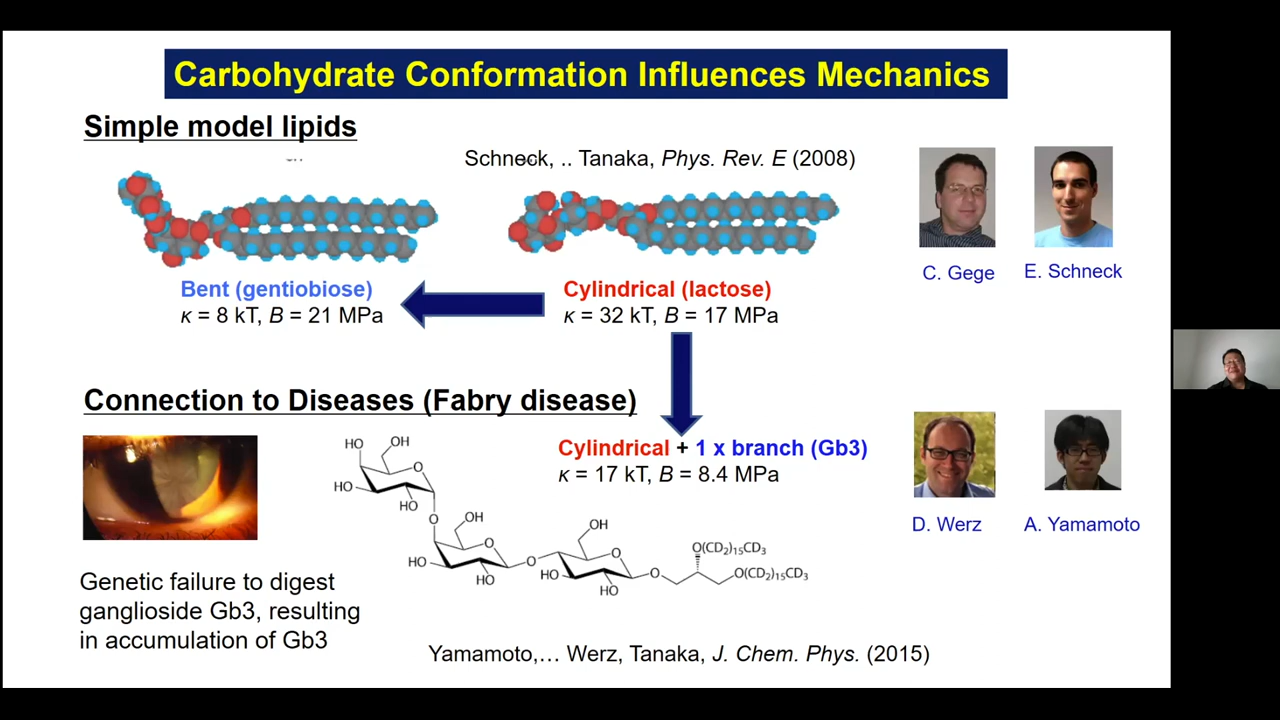 Carbohydrate Conformation Influences Mechanics
Simple model lipids
Schneck, .. Tanaka, Phys. Rev. E (2008)
C. Gege
E. Schneck
Bent (gentiobiose)
κ = 8 kT, B = 21 MPa
Cylindrical (lactose)
κ = 32 kT, B = 17 MPa
Connection to Diseases (Fabry disease)
Cylindrical + 1 x branch (Gb3)
κ = 17 kT, B = 8.4 MPa
D. Werz
A. Yamamoto
HO
OH
O
HO
HO
O
OH
O
HO
HO
O
OH
O
HO
HO
O
O(CD2)15CD3
O(CD2)15CD3
Genetic failure to digest
ganglioside Gb3, resulting
in accumulation of Gb3
Yamamoto,... Werz, Tanaka, J. Chem. Phys. (2015)